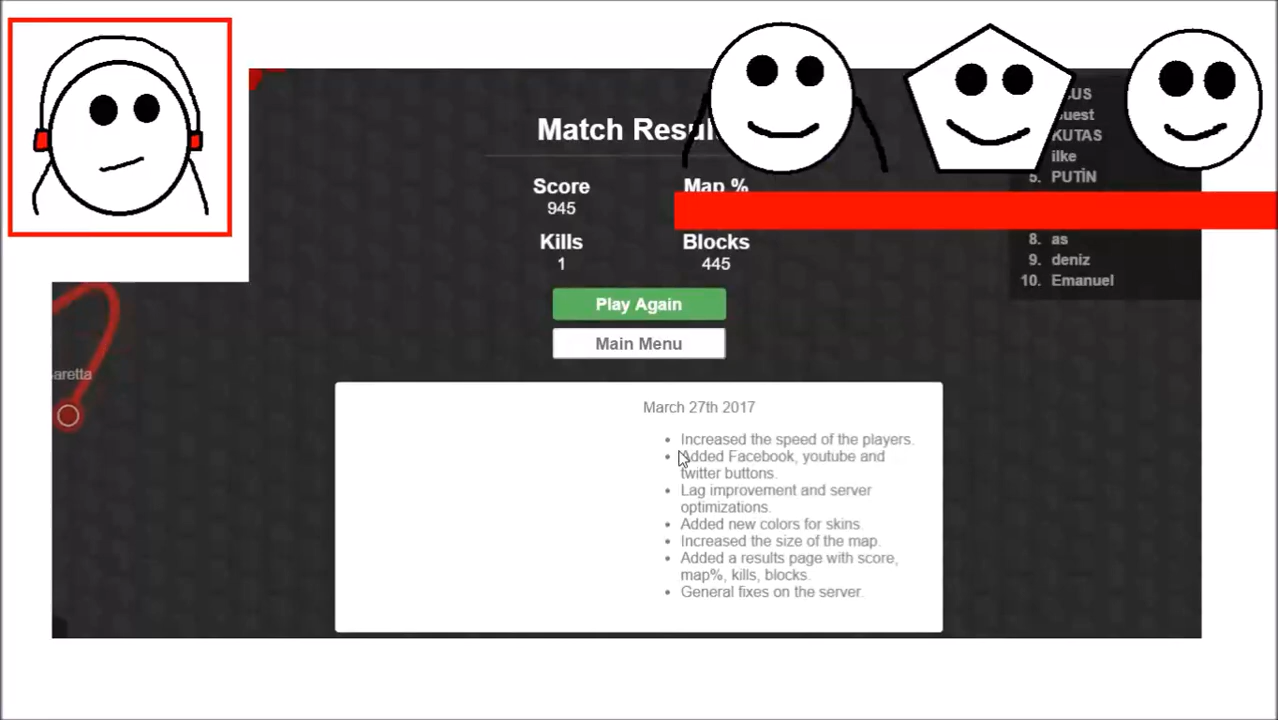 Match Resul
Score
Map %
945
Kills
Blocks
1
445
Play Again
Main Menu
KUTAS
ilke
5. PUTİN
8. as
9. deniz
10. Emanuel
aretta
March 27th 2017
• Increased the speed of the players.
• Added Facebook, youtube and
twitter buttons.
• Lag improvement and server
optimizations.
• Added new colors for skins
• Increased the size of the map.
• Added a results page with score,
map%, kills, blocks.
• General fixes on the server.